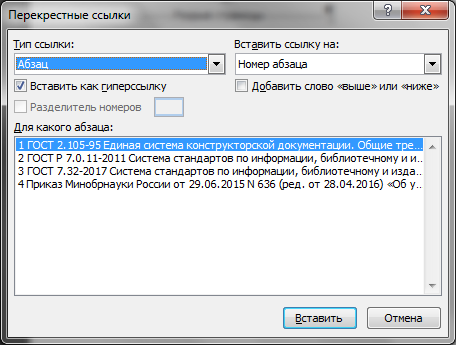 Перекрестные ссылки
Тип ссылки:
Вставить ссылку на:
Абзац
Номер абзаца
Вставить как гиперссылку
Добавить слово «выше» или «ниже»
Разделитель номеров
Для какого абзаца:
1 ГОСТ 2.105-95 Единая система конструкторской документации. Общие тре...
2 ГОСТ Р 7.0.11-2011 Система стандартов по информации, библиотечному и и...
3 ГОСТ 7.32-2017 Система стандартов по информации, библиотечному и изда...
4 Приказ Минобрнауки России от 29.06.2015 N 636 (ред. от 28.04.2016) «Об у...
Вставить
Отмена